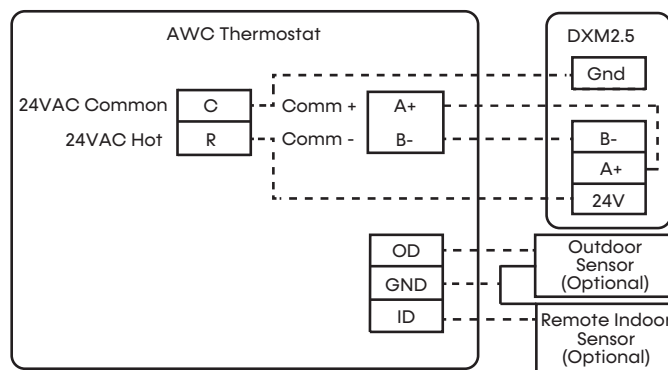 AWC Thermostat
DXM2.5
Gnd
24VAC Common C Comm + A+
24VAC Hot R Comm - B- B-
A+
24V
OD Outdoor
Sensor
(Optional)
GND
ID Remote Indoor
Sensor
(Optional)